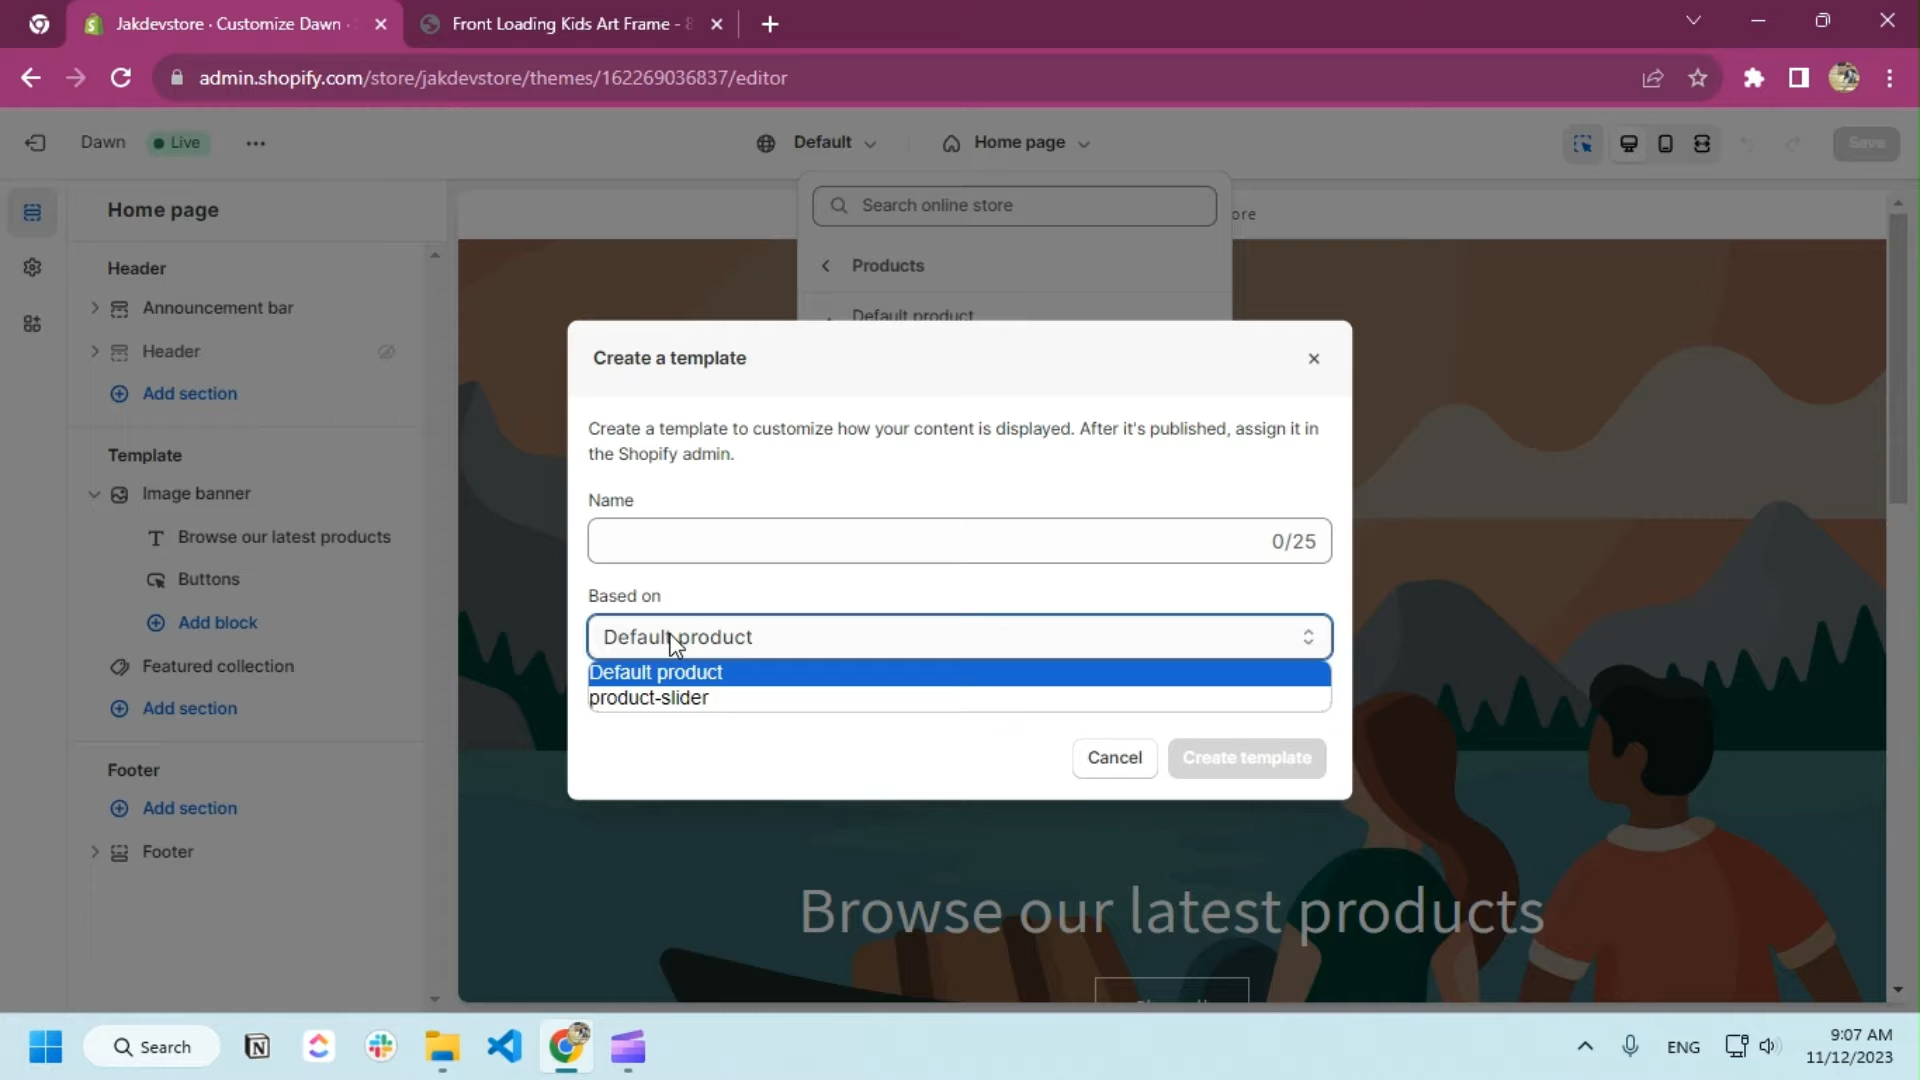 Jakdevstore · Customize Dawn ·
Front Loading Kids Art Frame - 8
admin.shopify.com/store/jakdevstore/themes/162269036837/editor
Dawn
Live
Default
Home page
Save
Home page
Header
Announcement bar
Header
Add section
Template
Image banner
Browse our latest products
Buttons
Add block
Featured collection
Add section
Footer
Add section
Footer
Search online store
ore
Products
Default product
Create a template
Create a template to customize how your content is displayed. After it's published, assign it in
the Shopify admin.
Name
0/25
Based on
Default product
Default product
product-slider
Cancel
Create template
Browse our latest products
Search
ENG
9:07 AM
11/12/2023